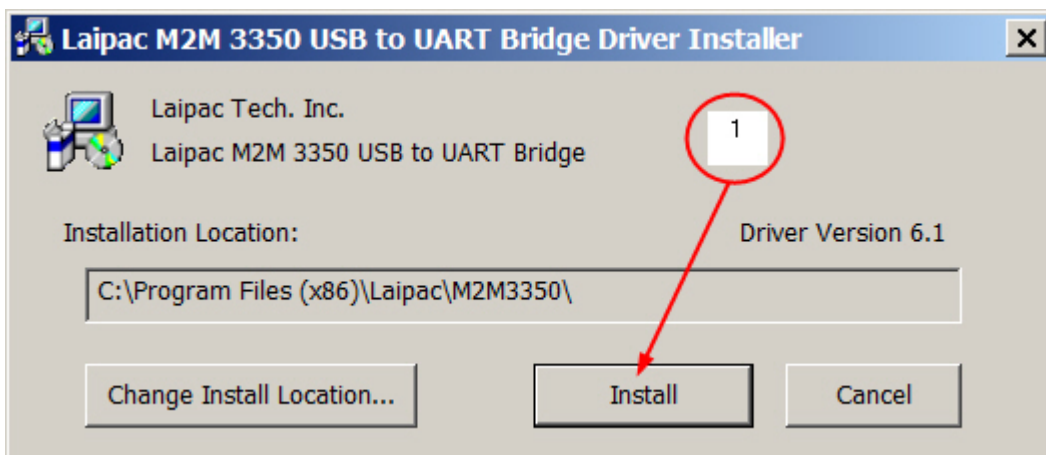 Laipac M2M 3350 USB to UART Bridge Driver Installer
Laipac Tech. Inc.
Laipac M2M 3350 USB to UART Bridge
1
Installation Location:
Driver Version 6.1
C:\Program Files (x86)\Laipac\M2M3350\
Change Install Location...
Install
Cancel